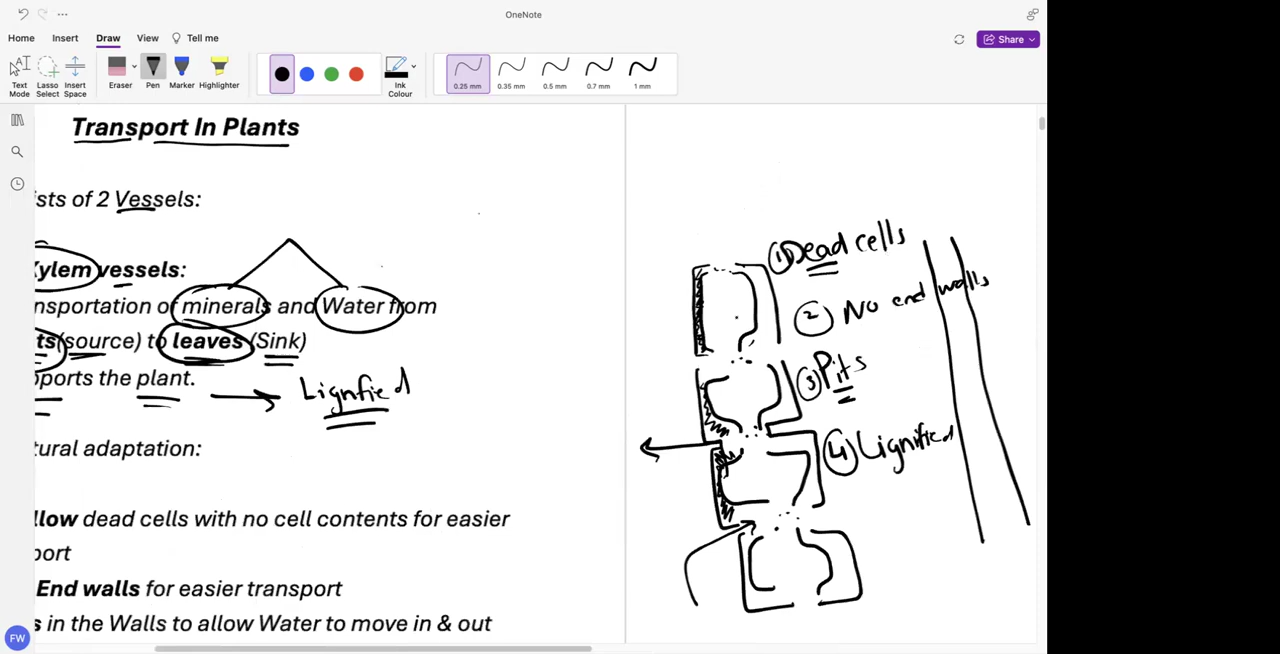 OneNote
Home Insert Draw View Tell me
Share
Text Mode
Lasso Select
Insert Space
Eraser
Pen
Marker
Highlighter
Ink Colour
0.25 mm
0.35 mm
0.5 mm
0.7 mm
1 mm
Transport In Plants
ists of 2 Vessels:
Xylem vessels:
nsportation of minerals and Water from
ts(source) to leaves (Sink)
pports the plant.
Lignfied
tural adaptation:
llow dead cells with no cell contents for easier
port
End walls for easier transport
s in the Walls to allow Water to move in & out
① Dead cells
② No end walls
③ Pits
④ Lignified
FW